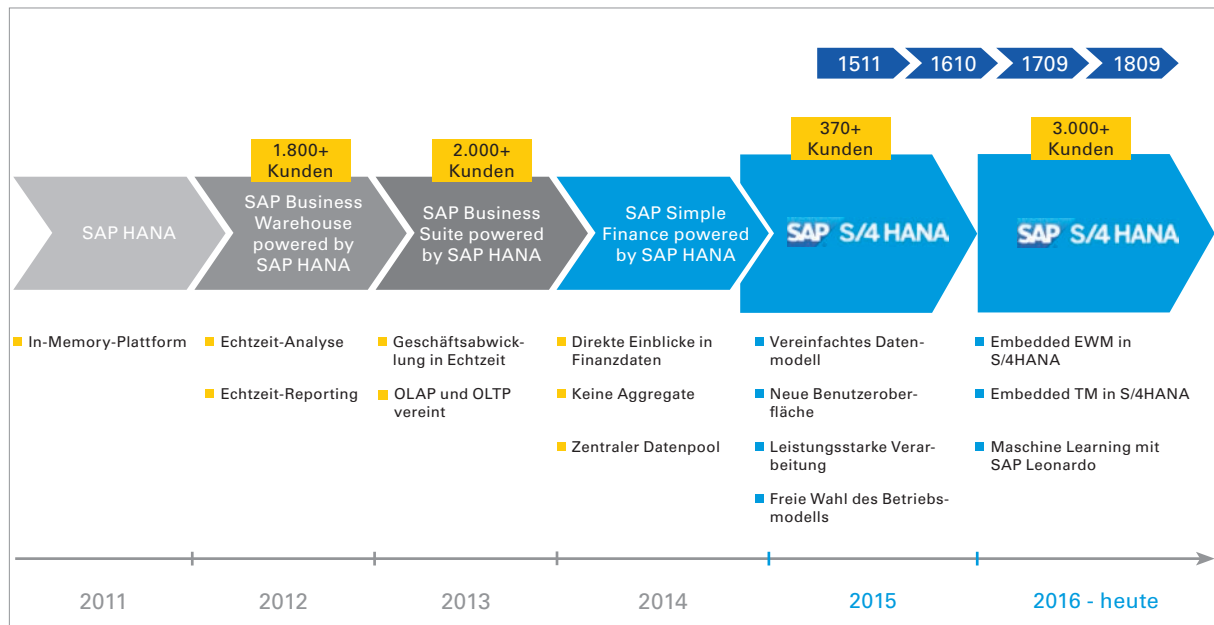 1511
1610
1709
1809
1.800+
Kunden
2.000+
Kunden
370+
Kunden
3.000+
Kunden
SAP HANA
SAP Business
Warehouse
powered by
SAP HANA
SAP Business
Suite powered
by SAP HANA
SAP Simple
Finance powered
by SAP HANA
SAP S/4 HANA
SAP S/4 HANA
In-Memory-Plattform
Echtzeit-Analyse
Echtzeit-Reporting
Geschäftsabwick-
lung in Echtzeit
OLAP und OLTP
vereint
Direkte Einblicke in
Finanzdaten
Keine Aggregate
Zentraler Datenpool
Vereinfachtes Daten-
modell
Neue Benutzerober-
fläche
Leistungsstarke Verar-
beitung
Freie Wahl des Betriebs-
modells
Embedded EWM in
S/4HANA
Embedded TM in S/4HANA
Maschine Learning mit
SAP Leonardo
2011
2012
2013
2014
2015
2016 - heute